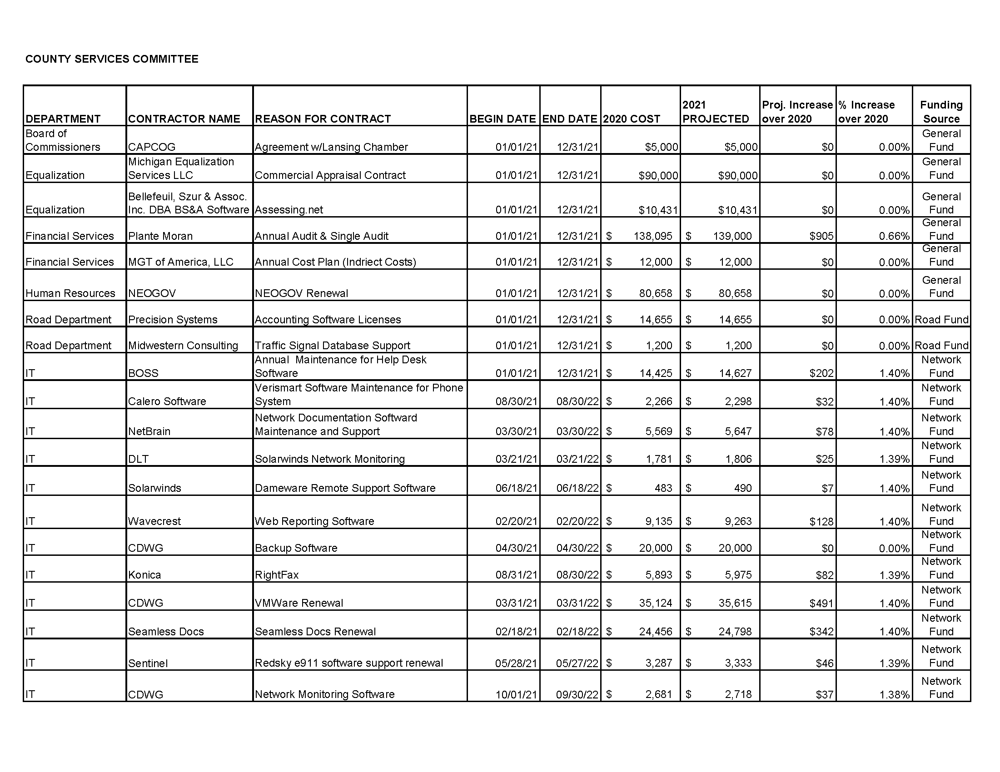 COUNTY SERVICES COMMITTEE
DEPARTMENT CONTRACTOR NAME REASON FOR CONTRACT BEGIN DATE END DATE 2020 COST 2021 PROJECTED Proj. Increase over 2020 % Increase over 2020 Funding Source
Board of Commissioners CAPCOG Agreement w/Lansing Chamber 01/01/21 12/31/21 $5,000 $5,000 $0 0.00% General Fund
Equalization Michigan Equalization Services LLC Commercial Appraisal Contract 01/01/21 12/31/21 $90,000 $90,000 $0 0.00% General Fund
Equalization Bellefeuil, Szur & Assoc. Inc. DBA BS&A Software Assessing.net 01/01/21 12/31/21 $10,431 $10,431 $0 0.00% General Fund
Financial Services Plante Moran Annual Audit & Single Audit 01/01/21 12/31/21 $ 138,095 $ 139,000 $905 0.66% General Fund
Financial Services MGT of America, LLC Annual Cost Plan (Indriect Costs) 01/01/21 12/31/21 $ 12,000 $ 12,000 $0 0.00% General Fund
Human Resources NEOGOV NEOGOV Renewal 01/01/21 12/31/21 $ 80,658 $ 80,658 $0 0.00% General Fund
Road Department Precision Systems Accounting Software Licenses 01/01/21 12/31/21 $ 14,655 $ 14,655 $0 0.00% Road Fund
Road Department Midwestern Consulting Traffic Signal Database Support 01/01/21 12/31/21 $ 1,200 $ 1,200 $0 0.00% Road Fund
IT BOSS Annual  Maintenance for Help Desk Software 01/01/21 12/31/21 $ 14,425 $ 14,627 $202 1.40% Network Fund
IT Calero Software Verismart Software Maintenance for Phone System 08/30/21 08/30/22 $ 2,266 $ 2,298 $32 1.40% Network Fund
IT NetBrain Network Documentation Softward Maintenance and Support 03/30/21 03/30/22 $ 5,569 $ 5,647 $78 1.40% Network Fund
IT DLT Solarwinds Network Monitoring 03/21/21 03/21/22 $ 1,781 $ 1,806 $25 1.39% Network Fund
IT Solarwinds Dameware Remote Support Software 06/18/21 06/18/22 $ 483 $ 490 $7 1.40% Network Fund
IT Wavecrest Web Reporting Software 02/20/21 02/20/22 $ 9,135 $ 9,263 $128 1.40% Network Fund
IT CDWG Backup Software 04/30/21 04/30/22 $ 20,000 $ 20,000 $0 0.00% Network Fund
IT Konica RightFax 08/31/21 08/30/22 $ 5,893 $ 5,975 $82 1.39% Network Fund
IT CDWG VMWare Renewal 03/31/21 03/31/22 $ 35,124 $ 35,615 $491 1.40% Network Fund
IT Seamless Docs Seamless Docs Renewal 02/18/21 02/18/22 $ 24,456 $ 24,798 $342 1.40% Network Fund
IT Sentinel Redsky e911 software support renewal 05/28/21 05/27/22 $ 3,287 $ 3,333 $46 1.39% Network Fund
IT CDWG Network Monitoring Software 10/01/21 09/30/22 $ 2,681 $ 2,718 $37 1.38% Network Fund